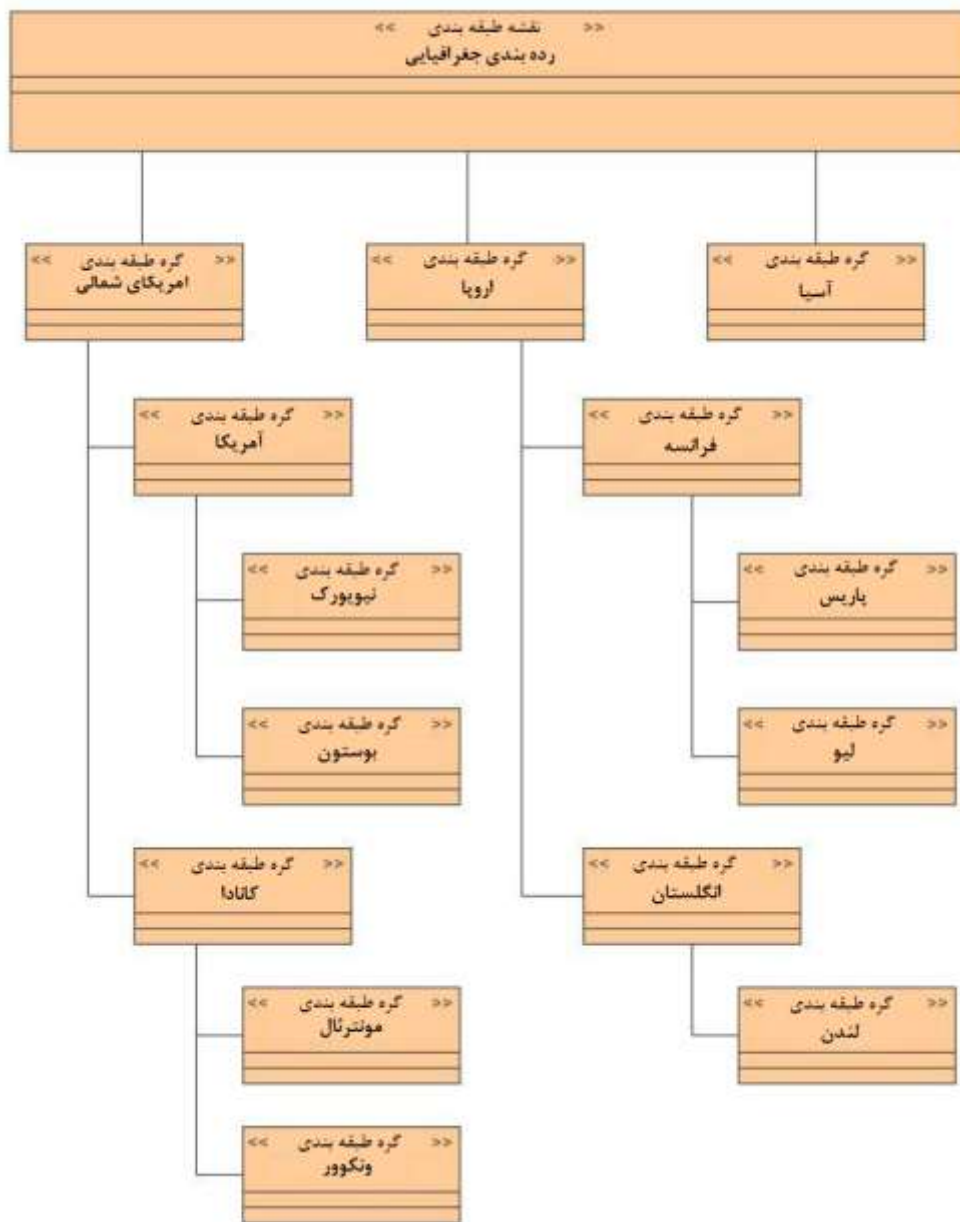 << نقشه طبقه بندی >>
رده بندی جغرافیایی
<< گره طبقه بندی >>
آسیا
<< گره طبقه بندی >>
اروپا
<< گره طبقه بندی >>
امریکای شمالی
<< گره طبقه بندی >>
فرانسه
<< گره طبقه بندی >>
آمریکا
<< گره طبقه بندی >>
پاریس
<< گره طبقه بندی >>
نیویورک
<< گره طبقه بندی >>
لیو
<< گره طبقه بندی >>
بوستون
<< گره طبقه بندی >>
انگلستان
<< گره طبقه بندی >>
کانادا
<< گره طبقه بندی >>
لندن
<< گره طبقه بندی >>
مونترئال
<< گره طبقه بندی >>
ونکوور